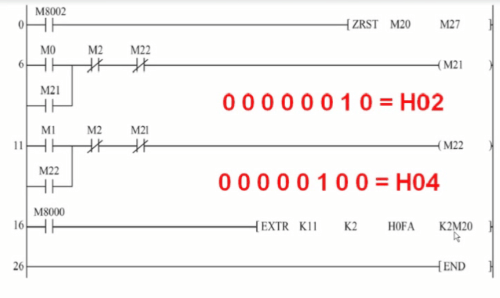 M8002
0 [ ZRST M20 M27 ]
M0 M2 M22
6 ( M21 )
M21
0 0 0 0 0 0 1 0 = H02
M1 M2 M21
11 ( M22 )
M22
0 0 0 0 0 1 0 0 = H04
M8000
16 [ EXTR K11 K2 H0FA K2M20 ]
26 [ END ]